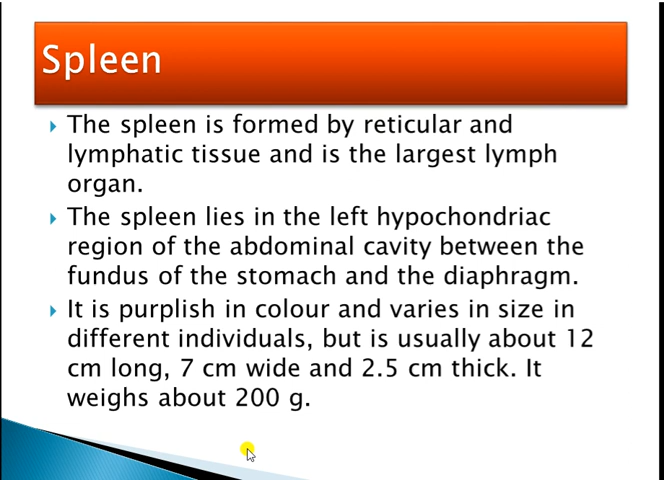 Spleen
The spleen is formed by reticular and
lymphatic tissue and is the largest lymph
organ.
The spleen lies in the left hypochondriac
region of the abdominal cavity between the
fundus of the stomach and the diaphragm.
It is purplish in colour and varies in size in
different individuals, but is usually about 12
cm long, 7 cm wide and 2.5 cm thick. It
weighs about 200 g.